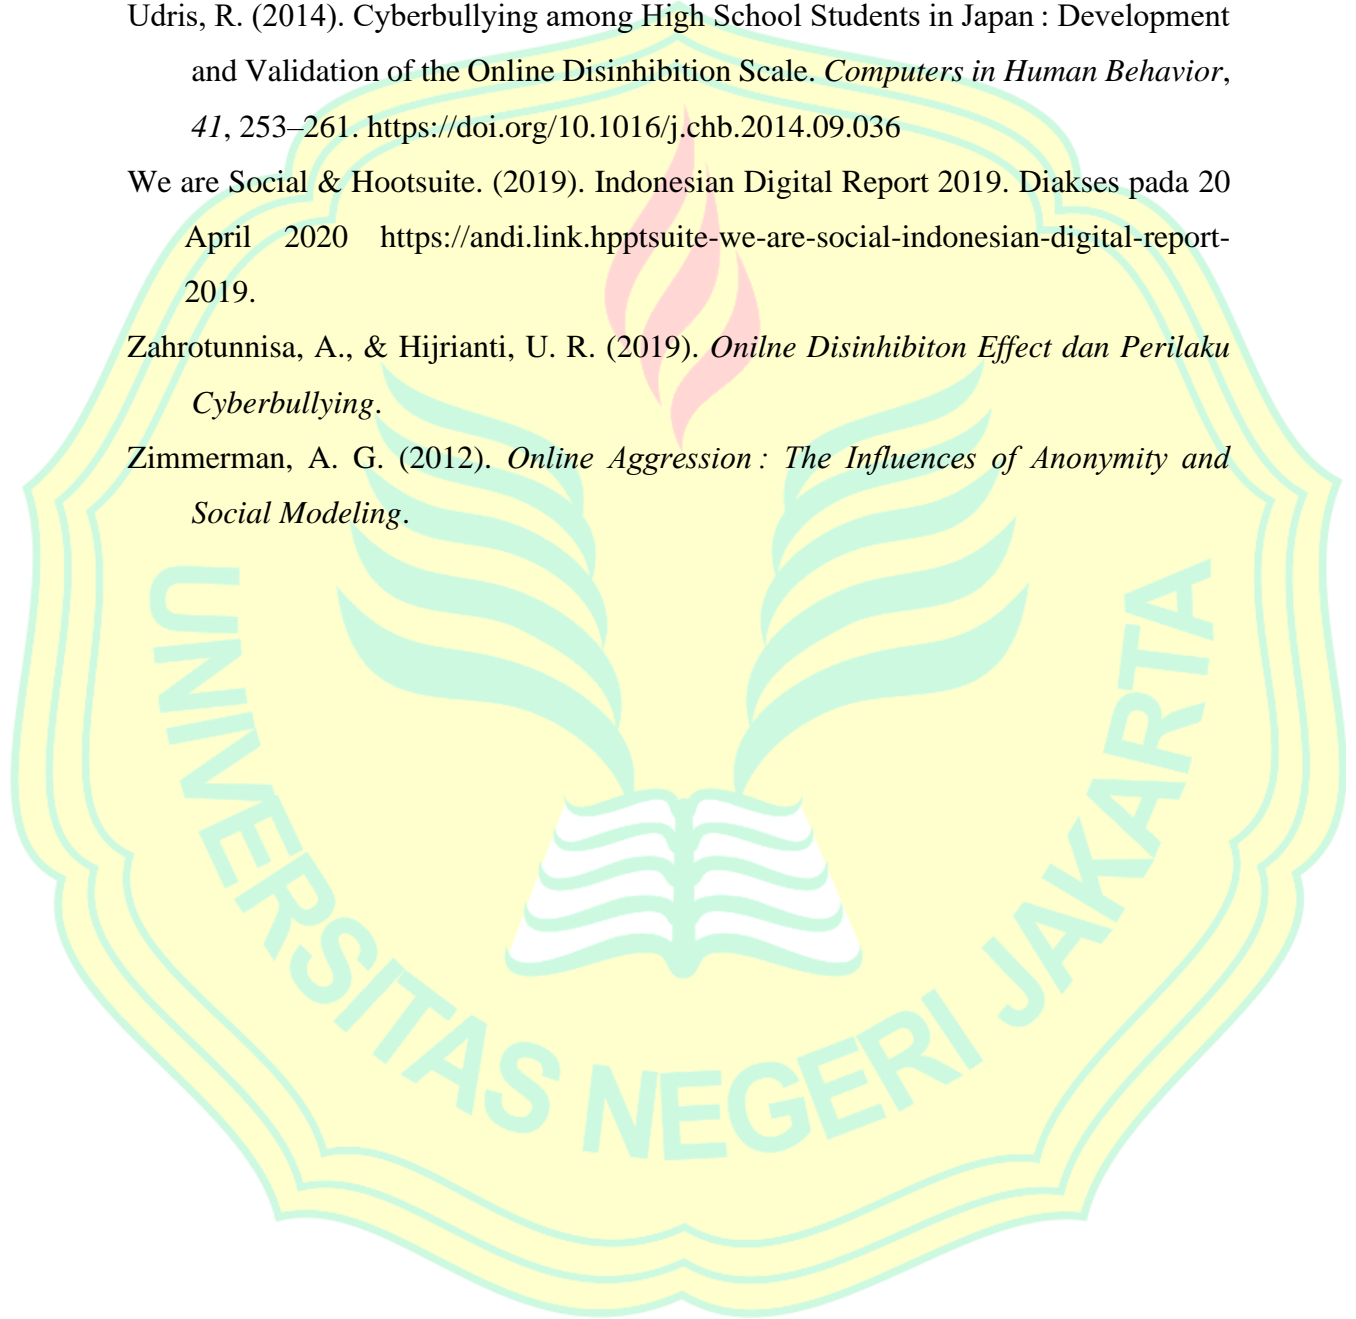 Udris, R. (2014). Cyberbullying among High School Students in Japan : Development
and Validation of the Online Disinhibition Scale. Computers in Human Behavior,
41, 253–261. https://doi.org/10.1016/j.chb.2014.09.036
We are Social & Hootsuite. (2019). Indonesian Digital Report 2019. Diakses pada 20
April 2020 https://andi.link.hpptsuite-we-are-social-indonesian-digital-report-
2019.
Zahrotunnisa, A., & Hijrianti, U. R. (2019). Onilne Disinhibiton Effect dan Perilaku
Cyberbullying.
Zimmerman, A. G. (2012). Online Aggression : The Influences of Anonymity and
Social Modeling.
UNIVERSITAS NEGERI JAKARTA